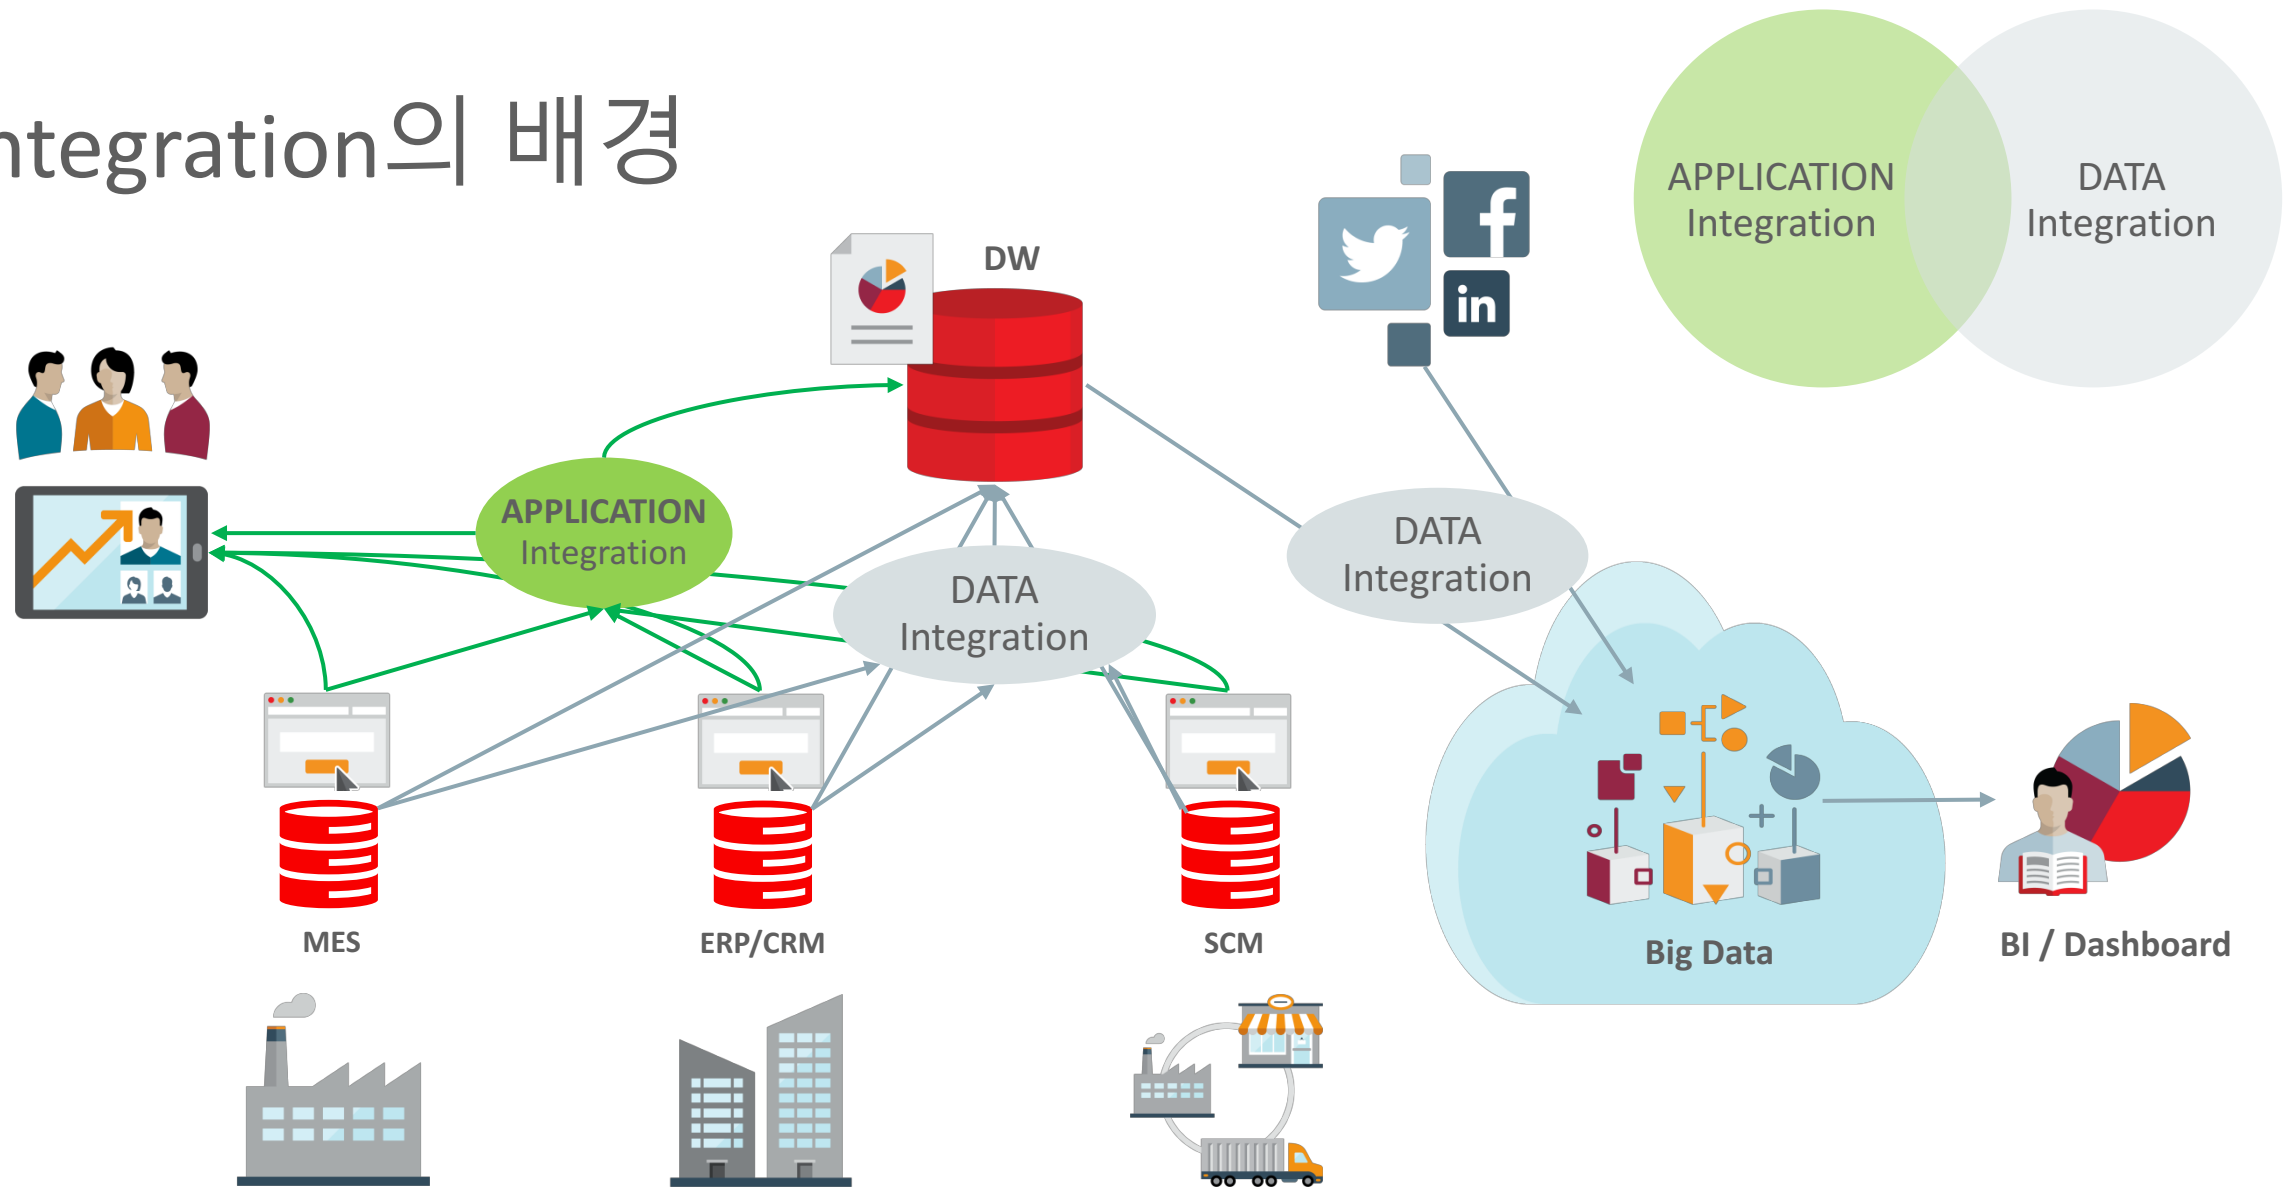 ntegration의 배경
APPLICATION
Integration
DATA
Integration
DW
in
APPLICATION
Integration
DATA
Integration
DATA
Integration
MES
ERP/CRM
SCM
Big Data
BI / Dashboard